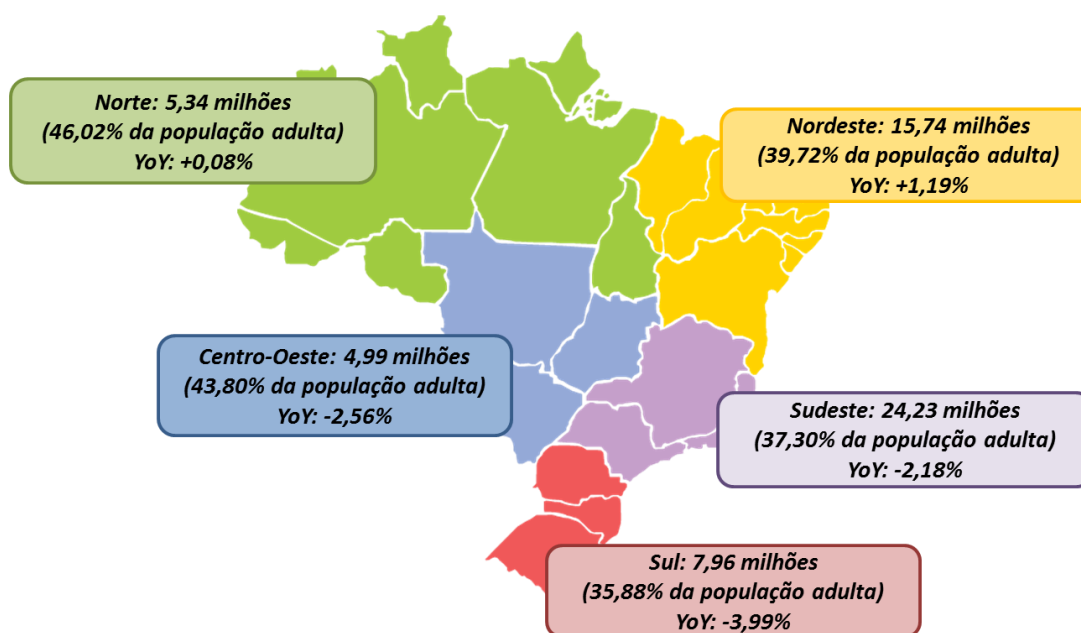 Norte: 5,34 milhões
(46,02% da população adulta)
YoY: +0,08%
Nordeste: 15,74 milhões
(39,72% da população adulta)
YoY: +1,19%
Centro-Oeste: 4,99 milhões
(43,80% da população adulta)
YoY: -2,56%
Sudeste: 24,23 milhões
(37,30% da população adulta)
YoY: -2,18%
Sul: 7,96 milhões
(35,88% da população adulta)
YoY: -3,99%